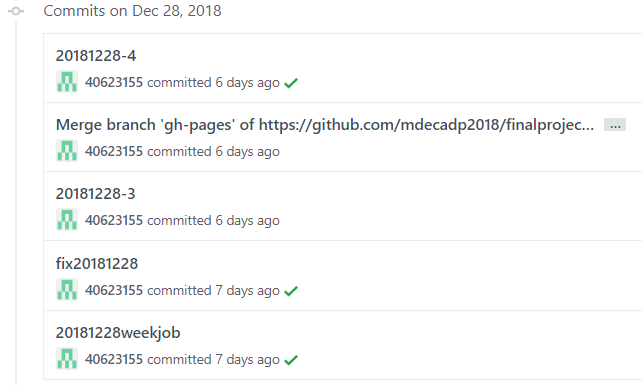 Commits on Dec 28, 2018
20181228-4
40623155 committed 6 days ago
Merge branch 'gh-pages' of https://github.com/mdecadp2018/finalprojec... ...
40623155 committed 6 days ago
20181228-3
40623155 committed 6 days ago
fix20181228
40623155 committed 7 days ago
20181228weekjob
40623155 committed 7 days ago